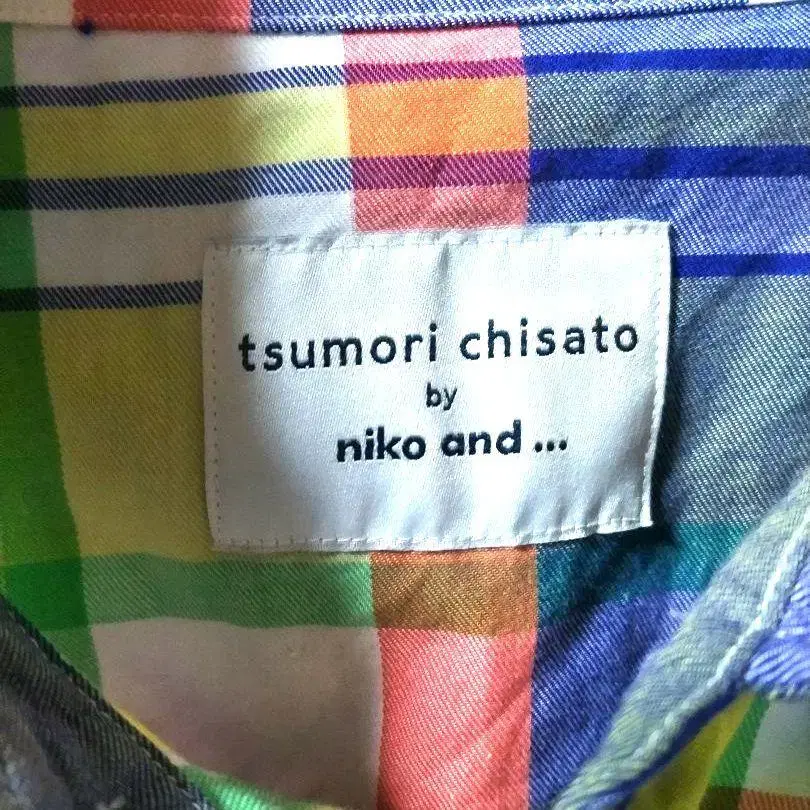 tsumori chisato
by
niko and ...